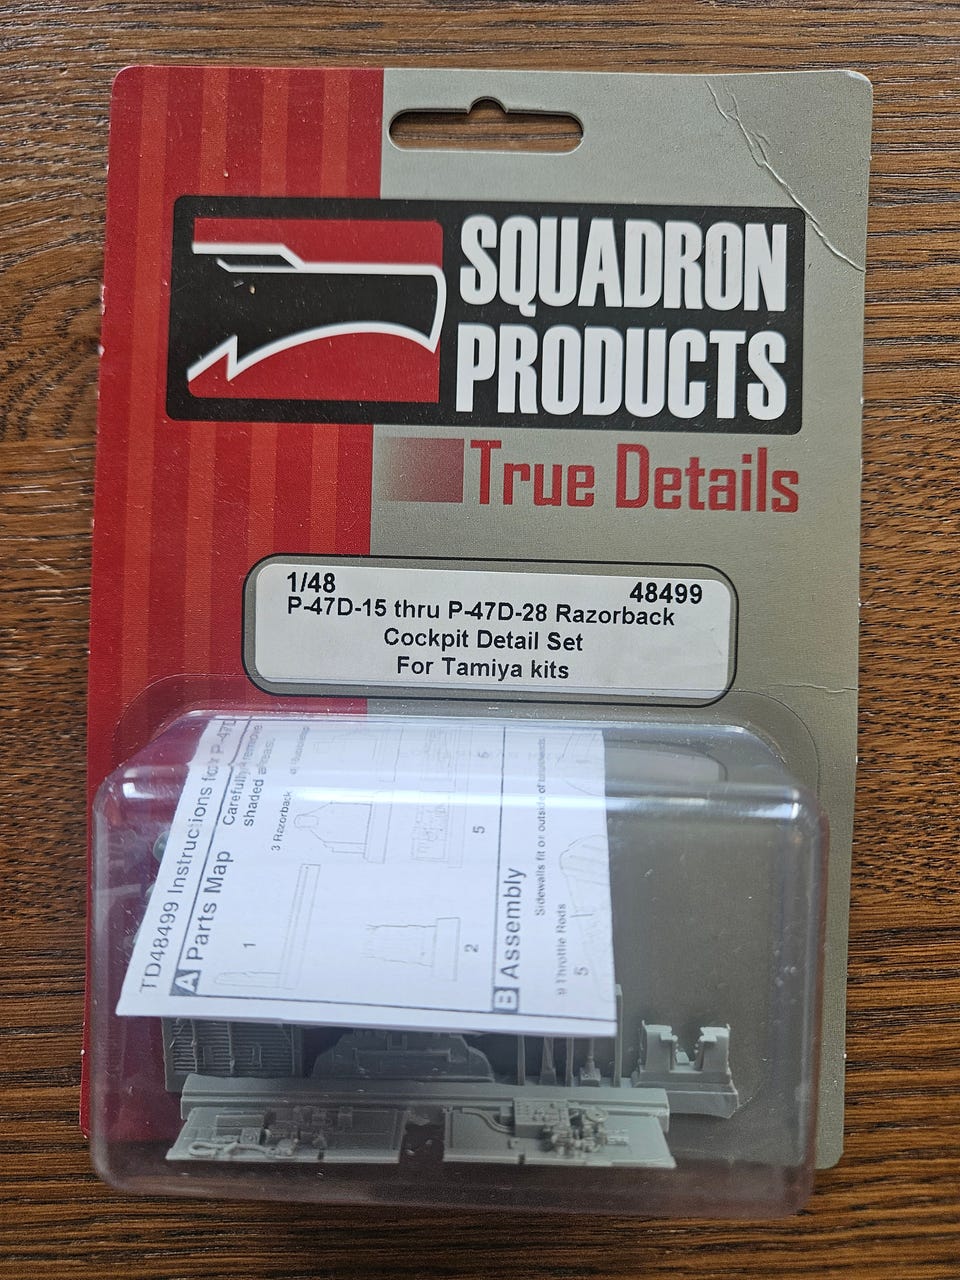 SQUADRON
PRODUCTS
True Details
1/48
48499
P-47D-15 thru P-47D-28 Razorback
Cockpit Detail Set
For Tamiya kits
TD48499 Instructions for P-47D
A Parts Map
Carefully remove
shaded areas.
1
3 Razorback
2
5
6
B Assembly
Sidewalls fit on outside of
9 Throttle Rods
5